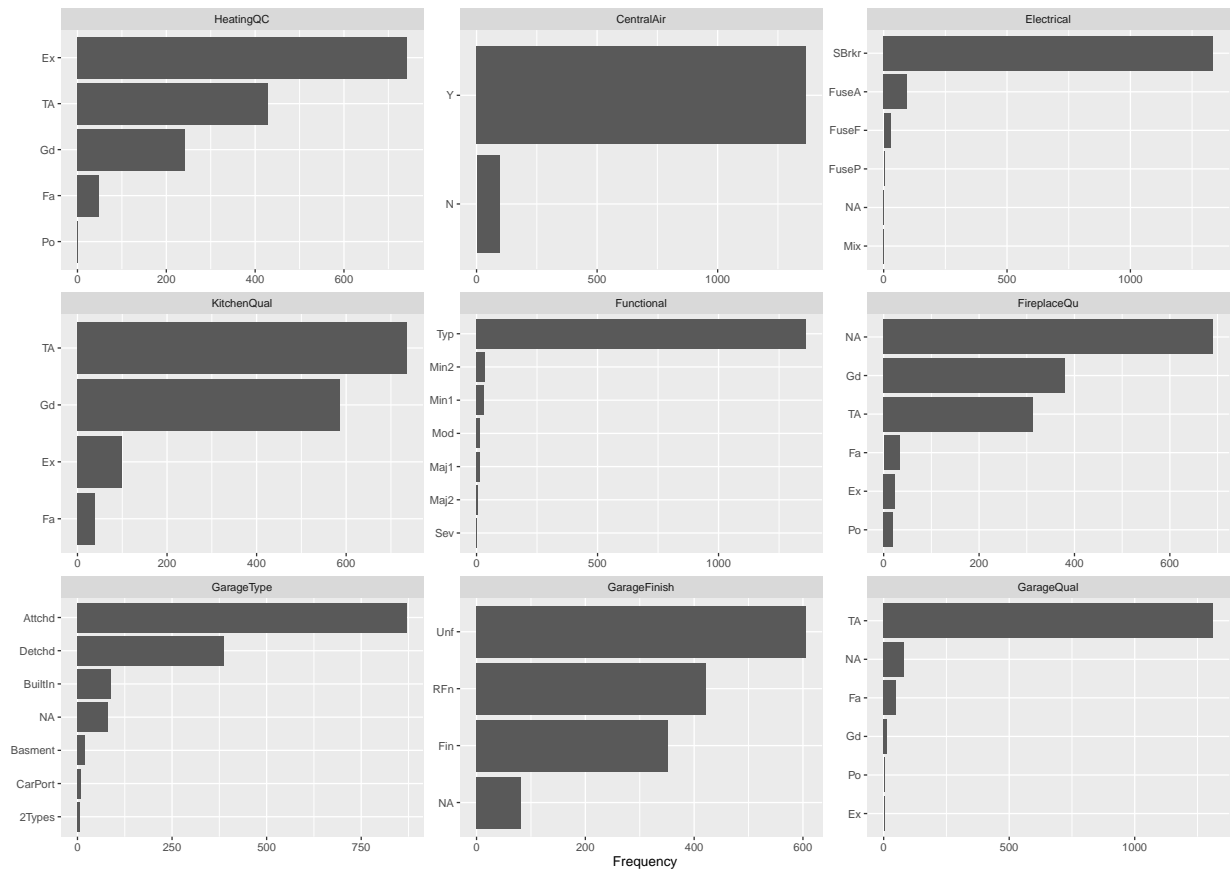 HeatingQC
Ex
TA
Gd
Fa
Po
0 200 400 600
CentralAir
Y
N
0 500 1000
Electrical
SBrkr
FuseA
FuseF
FuseP
NA
Mix
0 500 1000
KitchenQual
TA
Gd
Ex
Fa
0 200 400 600
Functional
Typ
Min2
Min1
Mod
Maj1
Maj2
Sev
0 500 1000
FireplaceQu
NA
Gd
TA
Fa
Ex
Po
0 200 400 600
GarageType
Attchd
Detchd
BuiltIn
NA
Basment
CarPort
2Types
0 250 500 750
GarageFinish
Unf
RFn
Fin
NA
0 200 400 600
GarageQual
TA
NA
Fa
Gd
Po
Ex
0 500 1000
Frequency